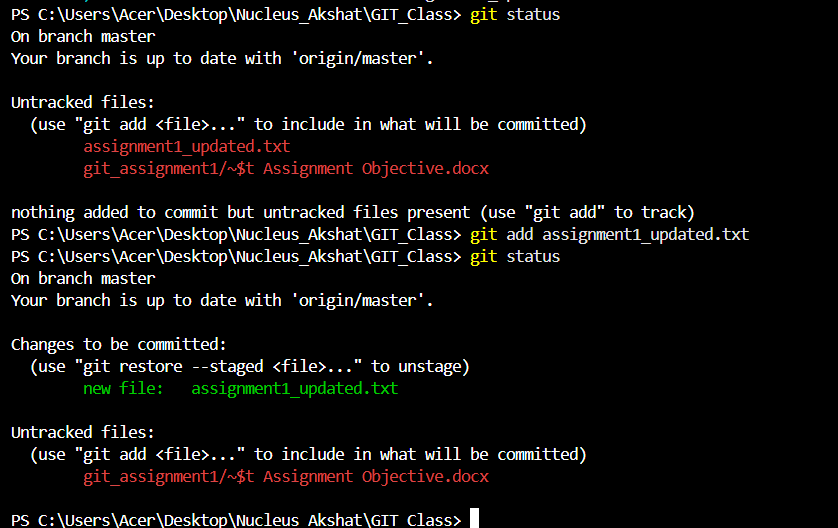 PS C:\Users\Acer\Desktop\Nucleus_Akshat\GIT_Class> git status
On branch master
Your branch is up to date with 'origin/master'.
Untracked files:
  (use "git add <file>..." to include in what will be committed)
        assignment1_updated.txt
        git_assignment1/~$t Assignment Objective.docx
nothing added to commit but untracked files present (use "git add" to track)
PS C:\Users\Acer\Desktop\Nucleus_Akshat\GIT_Class> git add assignment1_updated.txt
PS C:\Users\Acer\Desktop\Nucleus_Akshat\GIT_Class> git status
On branch master
Your branch is up to date with 'origin/master'.
Changes to be committed:
  (use "git restore --staged <file>..." to unstage)
        new file:   assignment1_updated.txt
Untracked files:
  (use "git add <file>..." to include in what will be committed)
        git_assignment1/~$t Assignment Objective.docx
PS C:\Users\Acer\Desktop\Nucleus_Akshat\GIT_Class>